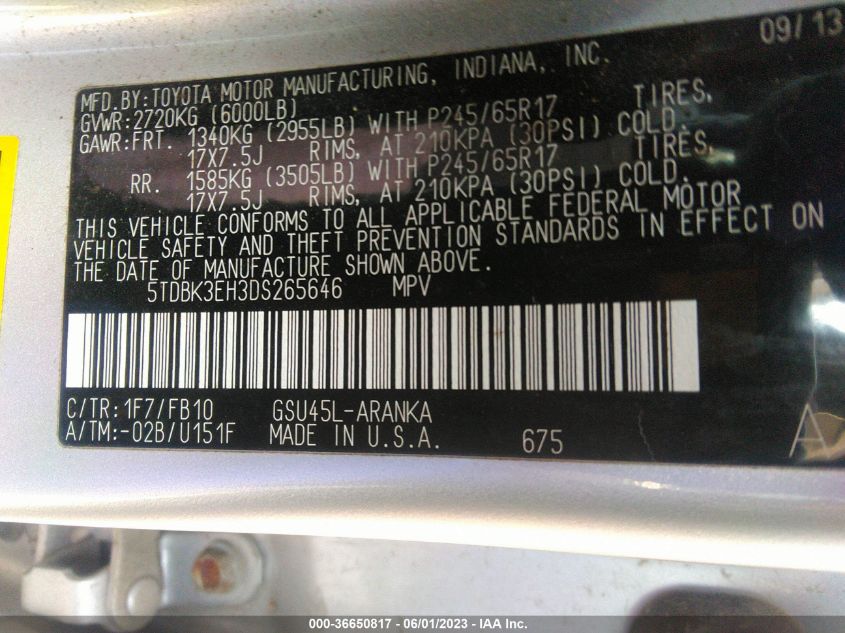 09/13
MFD.BY:TOYOTA MOTOR MANUFACTURING, INDIANA, INC.
GVWR:2720KG (6000LB)
GAWR:FRT. 1340KG (2955LB) WITH P245/65R17 TIRES,
17X7.5J RIMS, AT 210KPA (30PSI) COLD.
RR. 1585KG (3505LB) WITH P245/65R17 TIRES,
17X7.5J RIMS, AT 210KPA (30PSI) COLD.
THIS VEHICLE CONFORMS TO ALL APPLICABLE FEDERAL MOTOR
VEHICLE SAFETY AND THEFT PREVENTION STANDARDS IN EFFECT ON
THE DATE OF MANUFACTURE SHOWN ABOVE.
5TDBK3EH3DS265646 MPV
C/TR:1F7/FB10 GSU45L-ARANKA
A/TM:-02B/U151F MADE IN U.S.A. 675
A
000-36650817 - 06/01/2023 - IAA Inc.